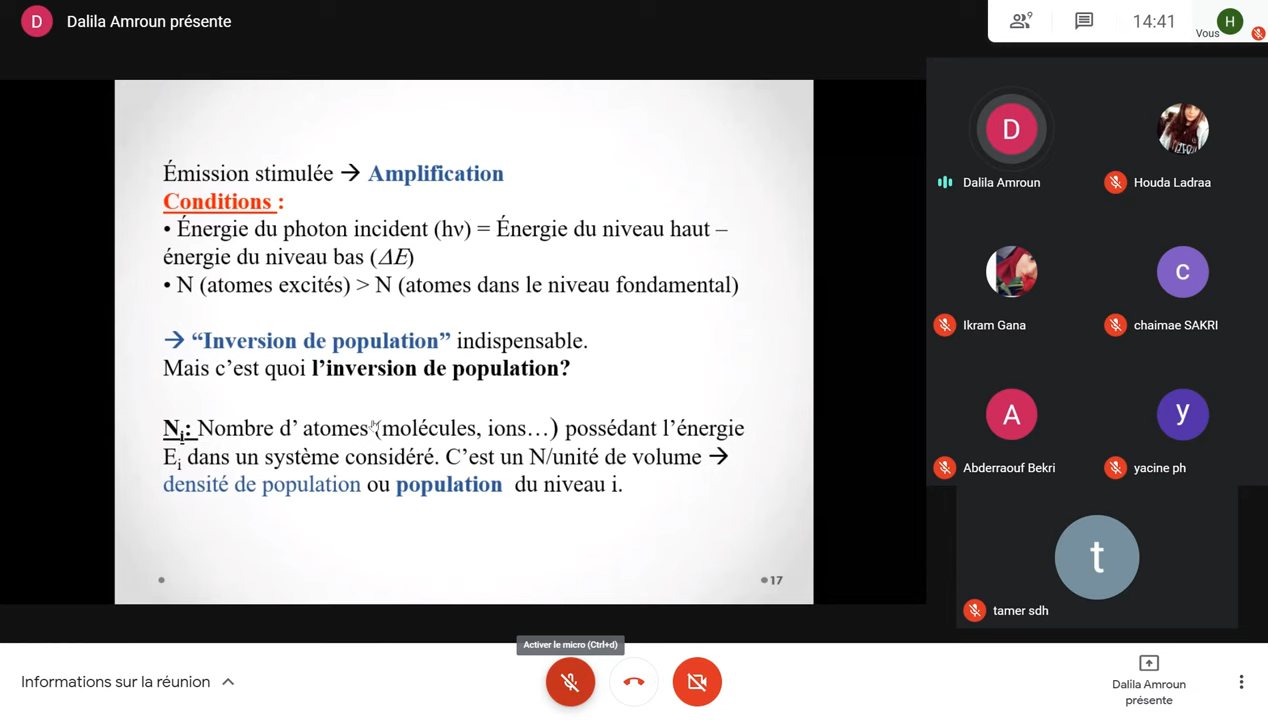 D
Dalila Amroun présente
9
14:41
Vous
H
Émission stimulée → Amplification
Conditions :
• Énergie du photon incident (hν) = Énergie du niveau haut –
énergie du niveau bas (ΔE)
• N (atomes excités) > N (atomes dans le niveau fondamental)
→ “Inversion de population” indispensable.
Mais c’est quoi l’inversion de population?
Ni: Nombre d’ atomes (molécules, ions…) possédant l’énergie
Ei dans un système considéré. C’est un N/unité de volume →
densité de population ou population du niveau i.
17
D
Dalila Amroun
Houda Ladraa
Ikram Gana
c
chaimae SAKRI
A
Abderraouf Bekri
y
yacine ph
t
tamer sdh
Activer le micro (Ctrl+d)
Informations sur la réunion
Dalila Amroun
présente